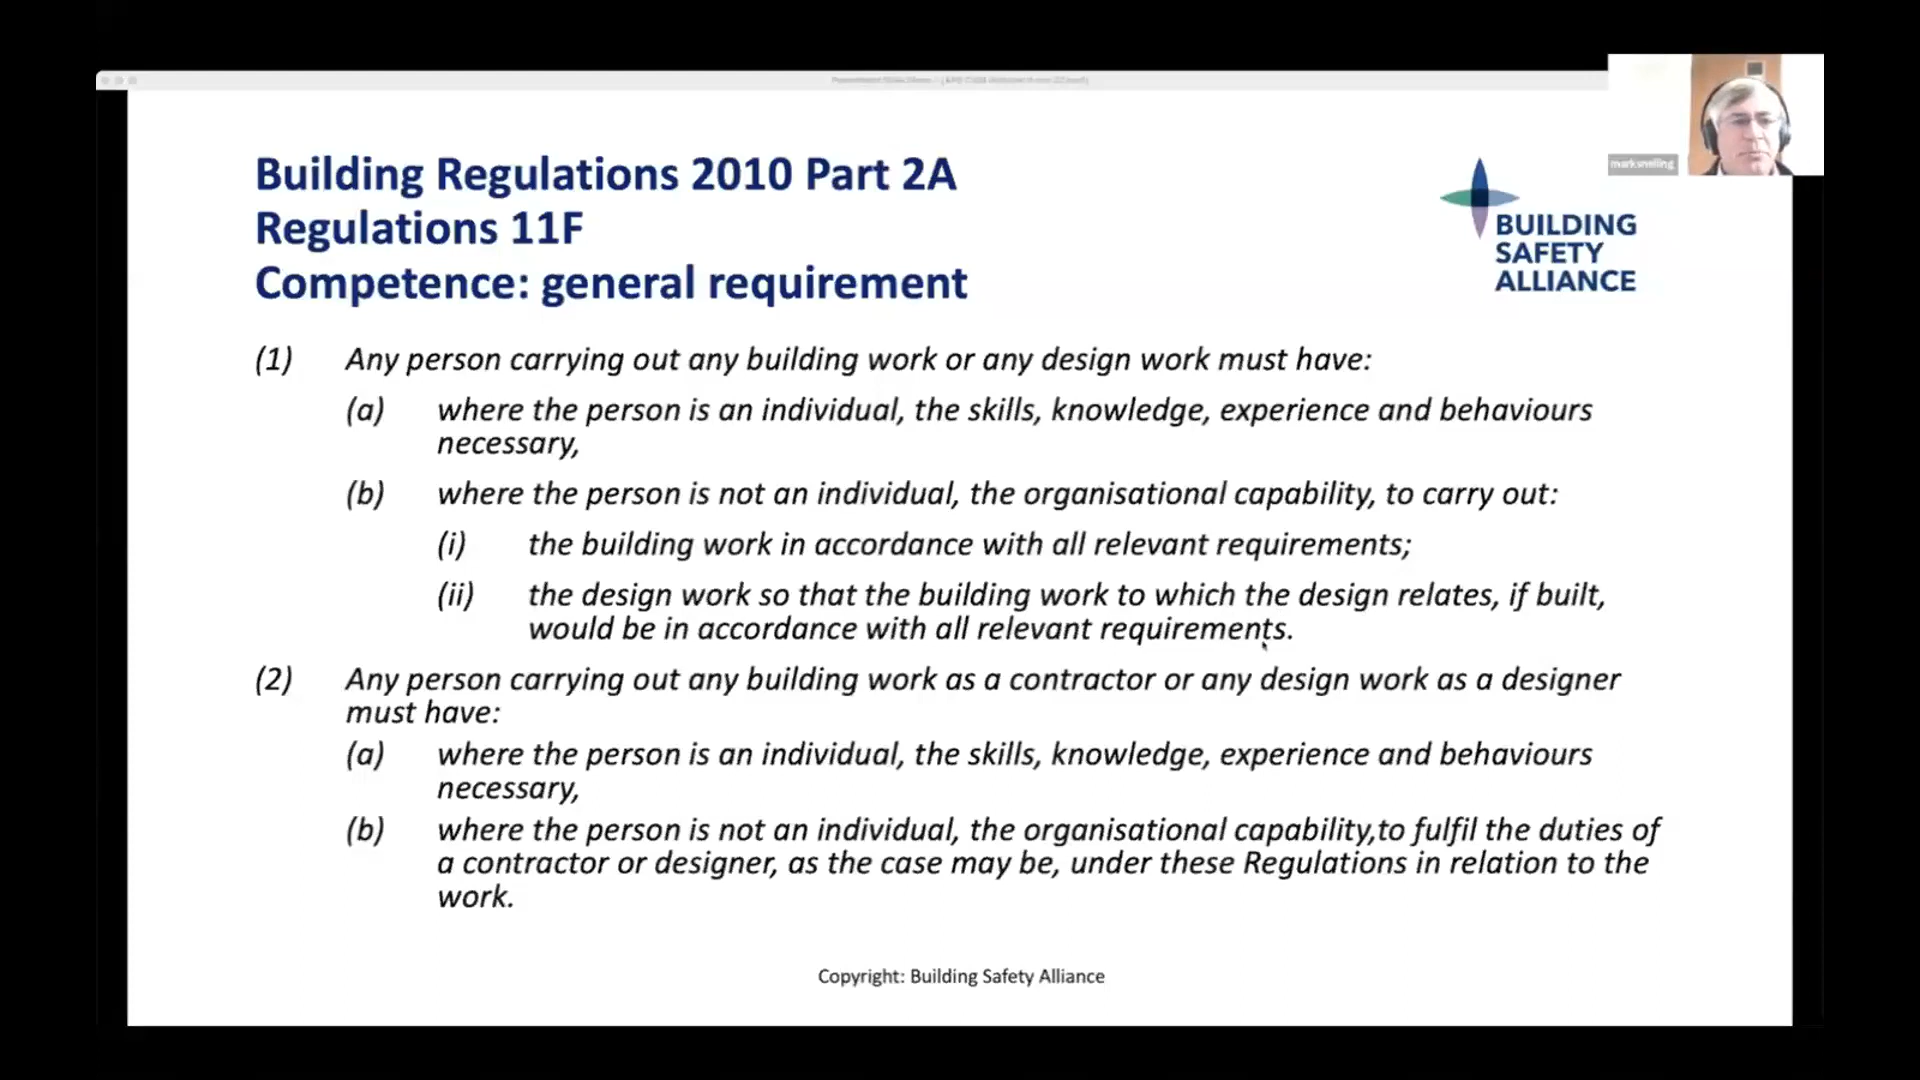 mark snelling
Building Regulations 2010 Part 2A
Regulations 11F
Competence: general requirement
BUILDING
SAFETY
ALLIANCE
(1) Any person carrying out any building work or any design work must have:
(a) where the person is an individual, the skills, knowledge, experience and behaviours
necessary,
(b) where the person is not an individual, the organisational capability, to carry out:
(i) the building work in accordance with all relevant requirements;
(ii) the design work so that the building work to which the design relates, if built,
would be in accordance with all relevant requirements.
(2) Any person carrying out any building work as a contractor or any design work as a designer
must have:
(a) where the person is an individual, the skills, knowledge, experience and behaviours
necessary,
(b) where the person is not an individual, the organisational capability,to fulfil the duties of
a contractor or designer, as the case may be, under these Regulations in relation to the
work.
Copyright: Building Safety Alliance